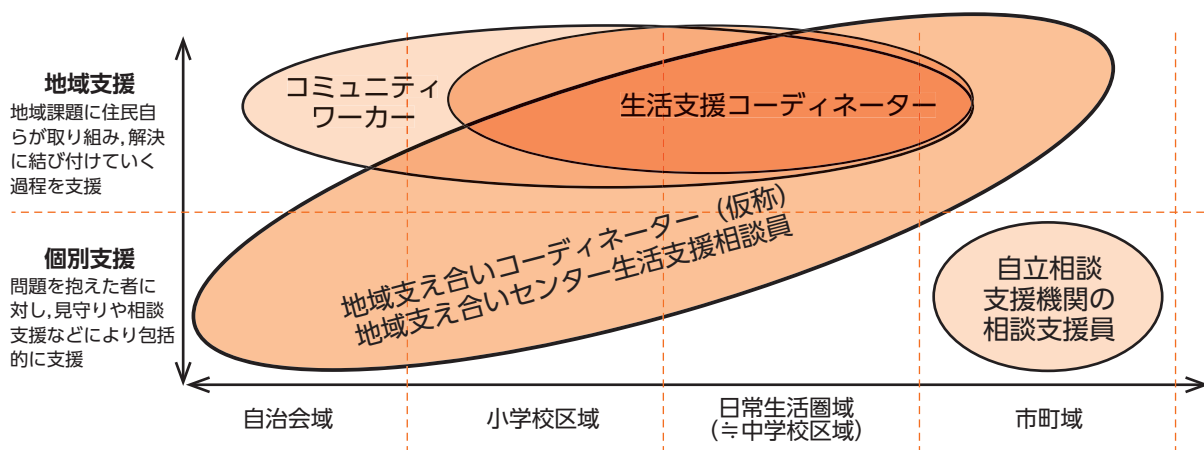 地域支援
地域課題に住民自
らが取り組み,解決
に結び付けていく
過程を支援
コミュニティ
ワーカー
生活支援コーディネーター
地域支え合いコーディネーター（仮称）
地域支え合いセンター生活支援相談員
個別支援
問題を抱えた者に
対し,見守りや相談
支援などにより包括
的に支援
自立相談
支援機関の
相談支援員
自治会域
小学校区域
日常生活圏域
(≒中学校区域)
市町域